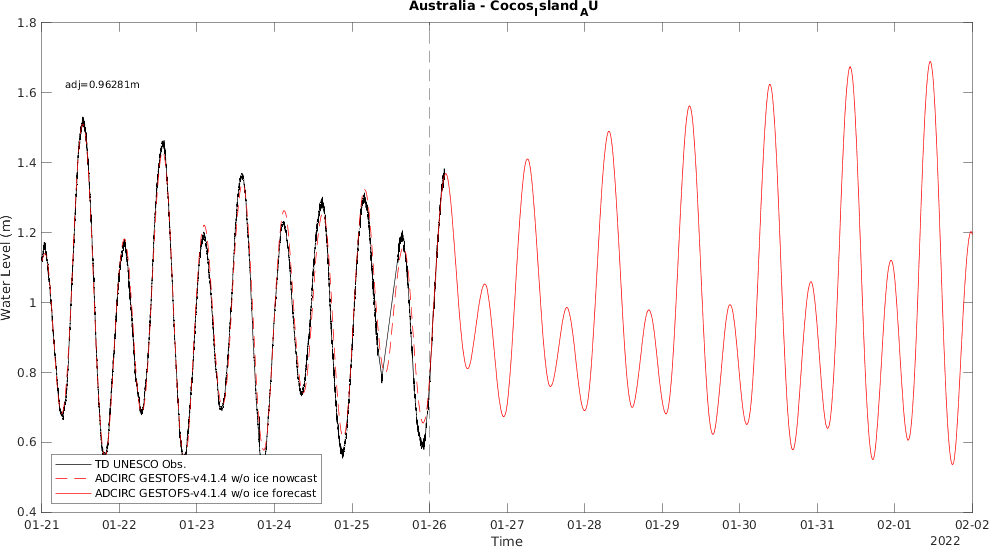 Australia - Cocos_Island_AU
adj=0.96281m
1.8
1.6
1.4
1.2
1
0.8
0.6
0.4
Water Level (m)
TD UNESCO Obs.
ADCIRC GESTOFS-v4.1.4 w/o ice nowcast
ADCIRC GESTOFS-v4.1.4 w/o ice forecast
01-21 01-22 01-23 01-24 01-25 01-26 01-27 01-28 01-29 01-30 01-31 02-01 02-02
Time
2022